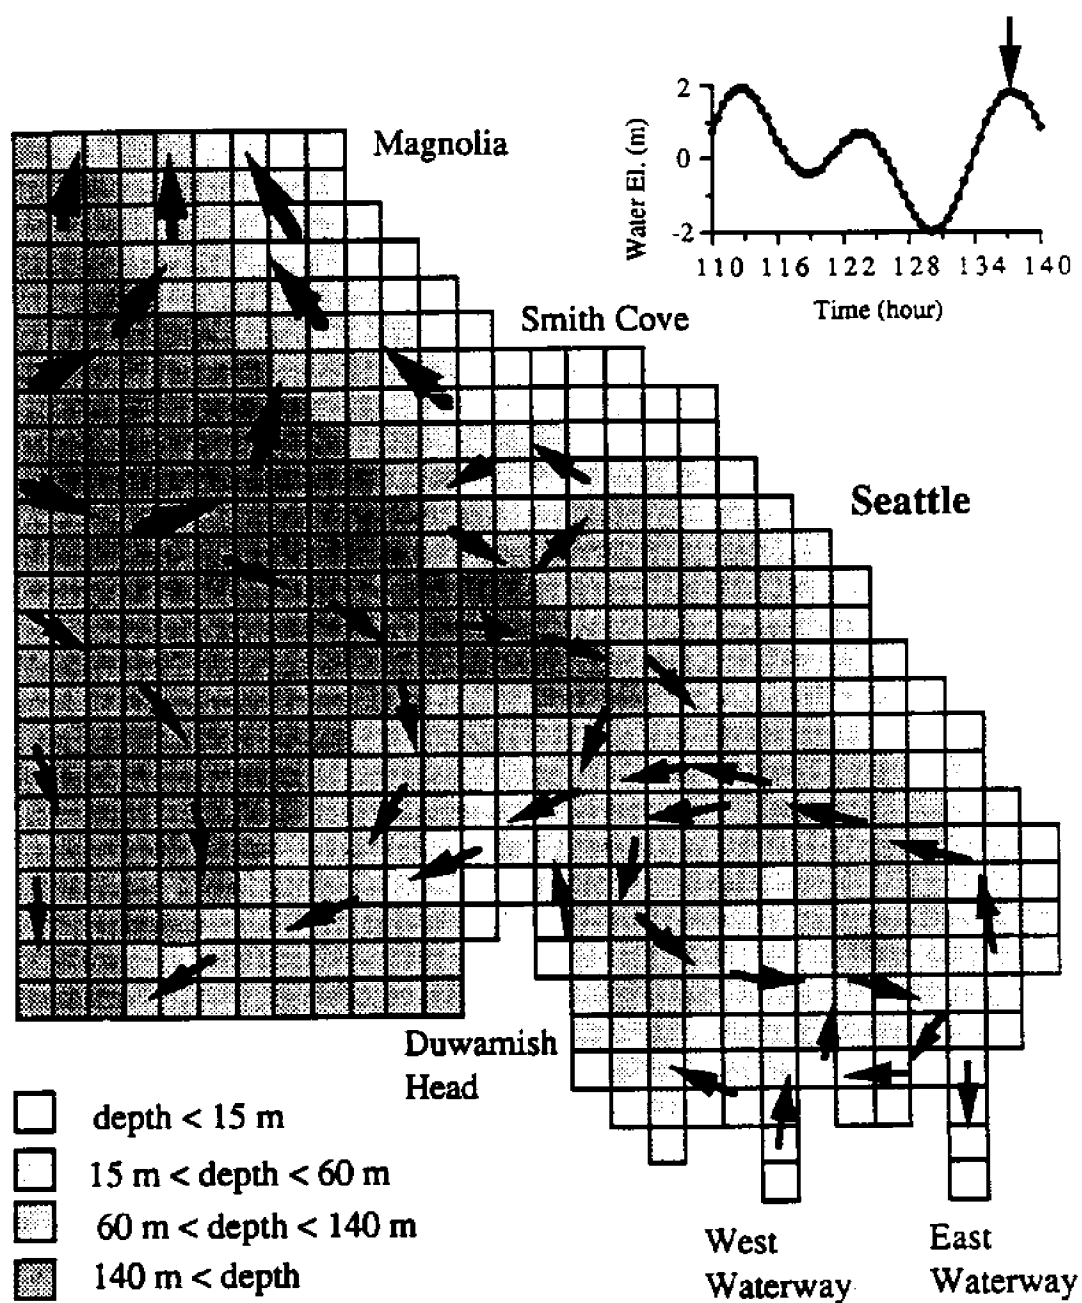 Magnolia
2
0
-2
Water El. (m)
110 116 122 128 134 140
Time (hour)
Smith Cove
Seattle
Duwamish
Head
depth < 15 m
15 m < depth < 60 m
60 m < depth < 140 m
140 m < depth
West
Waterway
East
Waterway